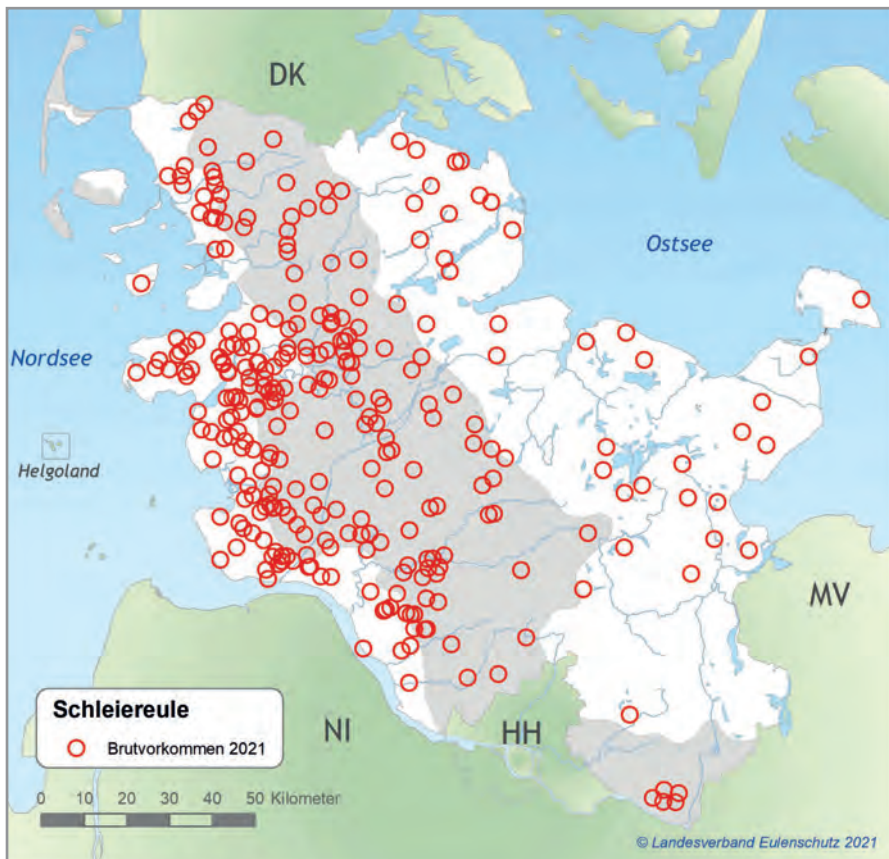 DK
Ostsee
Nordsee
Helgoland
MV
NI
HH
Schleiereule
Brutvorkommen 2021
0 10 20 30 40 50 Kilometer
© Landesverband Eulenschutz 2021